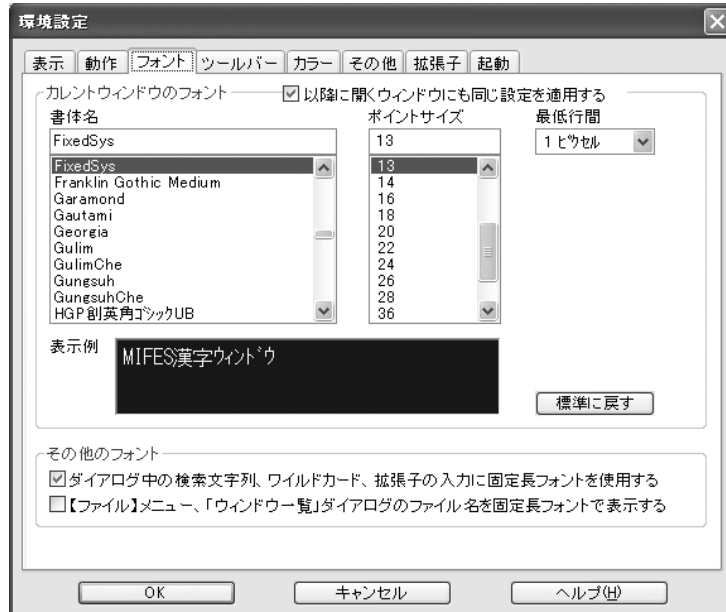 環境設定
表示 動作 フォント ツールバー カラー その他 拡張子 起動
カレントウィンドウのフォント 以降に開くウィンドウにも同じ設定を適用する
書体名 ポイントサイズ 最低行間
FixedSys 13 1 ﾋﾟｸｾﾙ
FixedSys 13
Franklin Gothic Medium 14
Garamond 16
Gautami 18
Georgia 20
Gulim 22
GulimChe 24
Gungsuh 26
GungsuhChe 28
HGP創英角ｺﾞｼｯｸUB 36
表示例 MIFES漢字ｳｨﾝﾄﾞｳ
標準に戻す
その他のフォント
ダイアログ中の検索文字列、ワイルドカード、拡張子の入力に固定長フォントを使用する
【ファイル】メニュー、「ウィンドウ一覧」ダイアログのファイル名を固定長フォントで表示する
OK キャンセル ヘルプ(H)